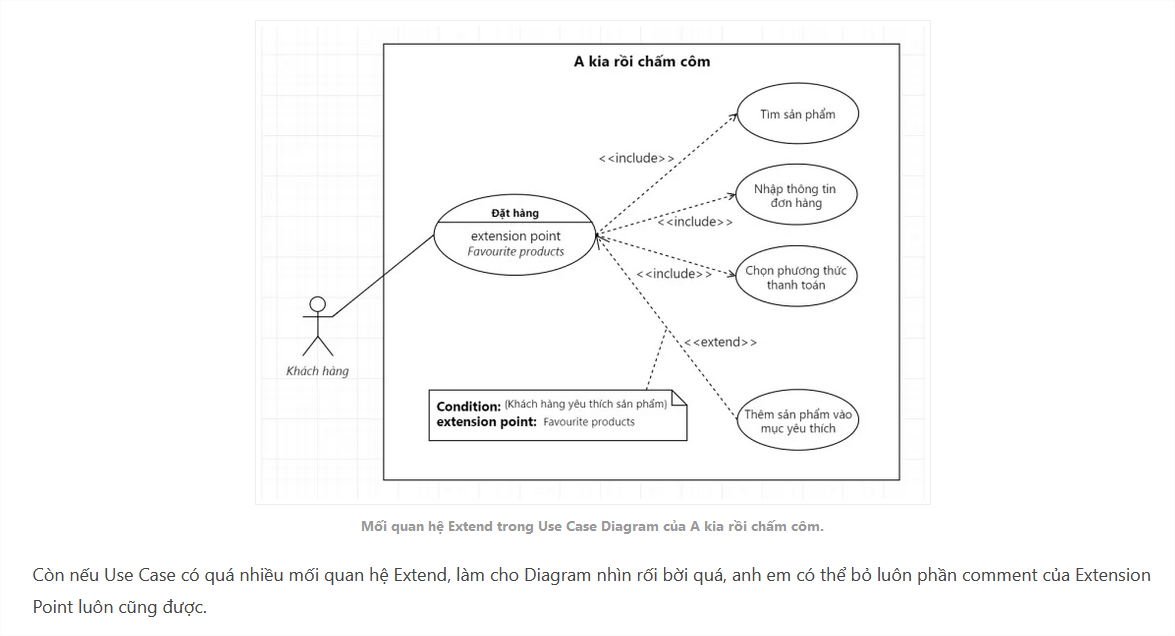 A kia rồi chấm côm
Tìm sản phẩm
<<include>>
Nhập thông tin
đơn hàng
Đặt hàng
<<include>>
extension point
Favourite products
Chọn phương thức
thanh toán
<<include>>
<<extend>>
Khách hàng
Condition: (Khách hàng yêu thích sản phẩm)
extension point: Favourite products
Thêm sản phẩm vào
mục yêu thích
Mối quan hệ Extend trong Use Case Diagram của A kia rồi chấm côm.
Còn nếu Use Case có quá nhiều mối quan hệ Extend, làm cho Diagram nhìn rối bời quá, anh em có thể bỏ luôn phần comment của Extension
Point luôn cũng được.